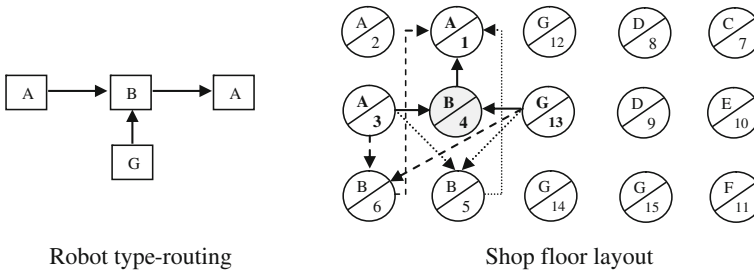 A 2 A 1 G 12 D 8 C 7
A B A
A 3 B 4 G 13 D 9 E 10
G
B 6 B 5 G 14 G 15 F 11
Robot type-routing Shop floor layout